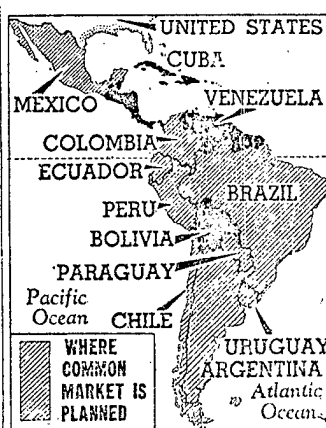 UNITED STATES
CUBA
MEXICO
VENEZUELA
COLOMBIA
ECUADOR
BRAZIL
PERU
BOLIVIA
PARAGUAY
Pacific
Ocean
CHILE
URUGUAY
ARGENTINA
Atlantic
Ocean
WHERE
COMMON
MARKET IS
PLANNED